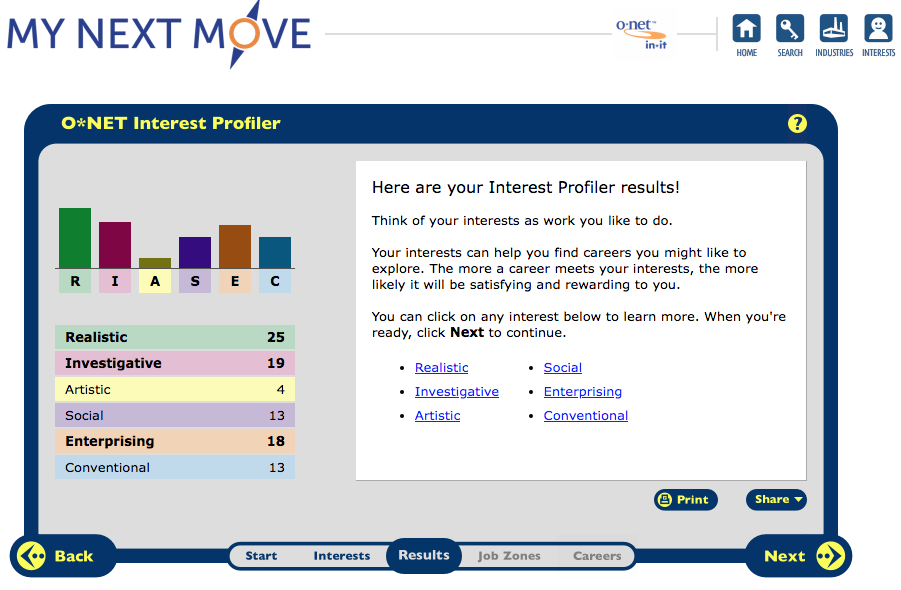 MY NEXT MOVE
o·net™
in·it
HOME
SEARCH
INDUSTRIES
INTERESTS
O*NET Interest Profiler
?
R I A S E C
Realistic 25
Investigative 19
Artistic 4
Social 13
Enterprising 18
Conventional 13
Here are your Interest Profiler results!
Think of your interests as work you like to do.
Your interests can help you find careers you might like to
explore. The more a career meets your interests, the more
likely it will be satisfying and rewarding to you.
You can click on any interest below to learn more. When you're
ready, click Next to continue.
• Realistic
• Investigative
• Artistic
• Social
• Enterprising
• Conventional
Print
Share
Back
Start Interests Results Job Zones Careers
Next